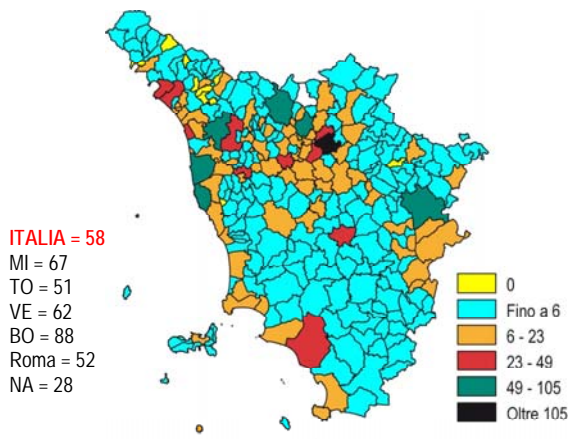 ITALIA = 58
MI = 67
TO = 51
VE = 62
BO = 88
Roma = 52
NA = 28
0
Fino a 6
6 - 23
23 - 49
49 - 105
Oltre 105